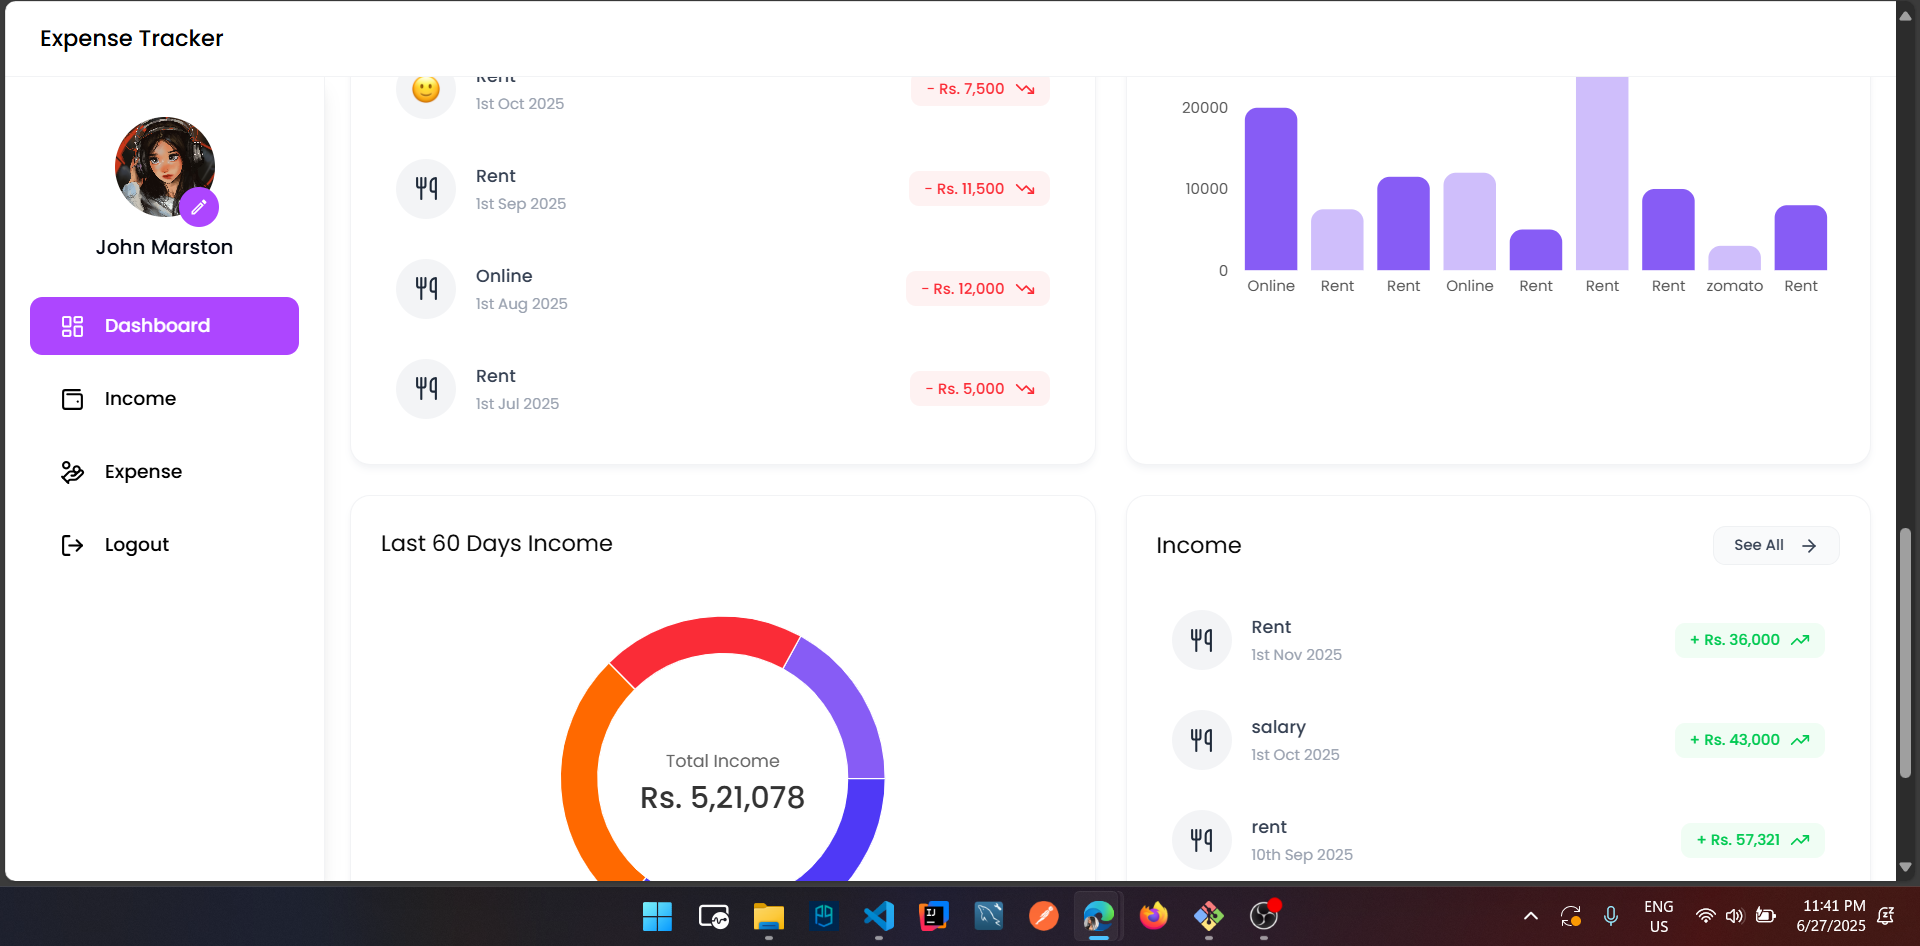 Expense Tracker
John Marston
Dashboard
Income
Expense
Logout
Rent
1st Oct 2025
- Rs. 7,500
Rent
1st Sep 2025
- Rs. 11,500
Online
1st Aug 2025
- Rs. 12,000
Rent
1st Jul 2025
- Rs. 5,000
20000
10000
0
Online Rent Rent Online Rent Rent Rent zomato Rent
Last 60 Days Income
Total Income
Rs. 5,21,078
Income
See All
Rent
1st Nov 2025
+ Rs. 36,000
salary
1st Oct 2025
+ Rs. 43,000
rent
10th Sep 2025
+ Rs. 57,321
ENG
US
11:41 PM
6/27/2025